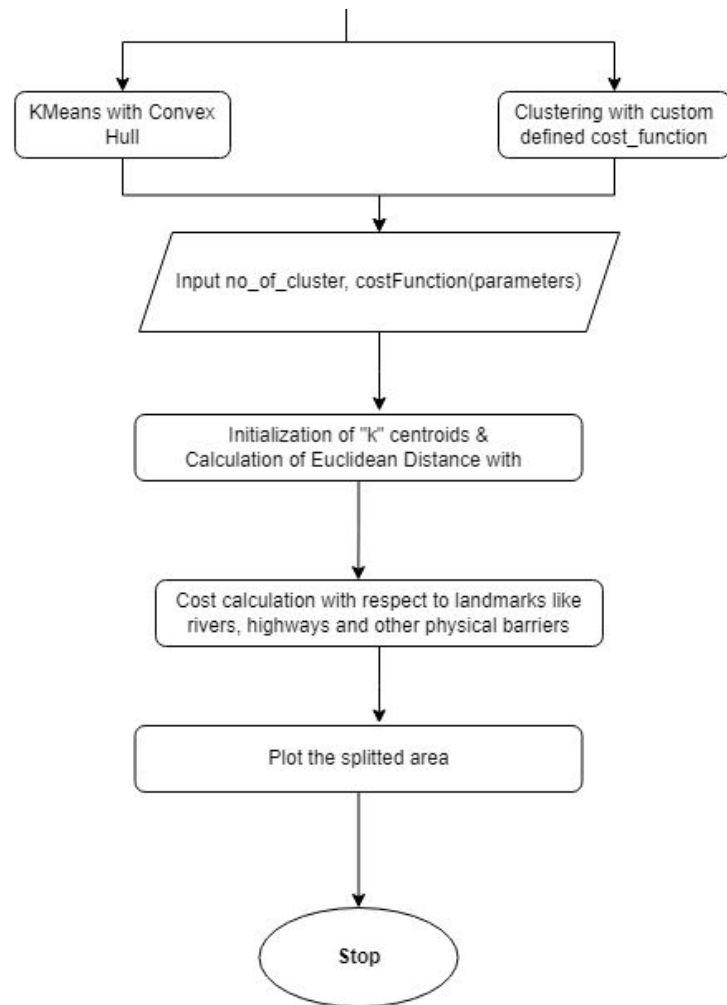 KMeans with Convex
Hull
Clustering with custom
defined cost_function
Input no_of_cluster, costFunction(parameters)
Initialization of "k" centroids &
Calculation of Euclidean Distance with
Cost calculation with respect to landmarks like
rivers, highways and other physical barriers
Plot the splitted area
Stop